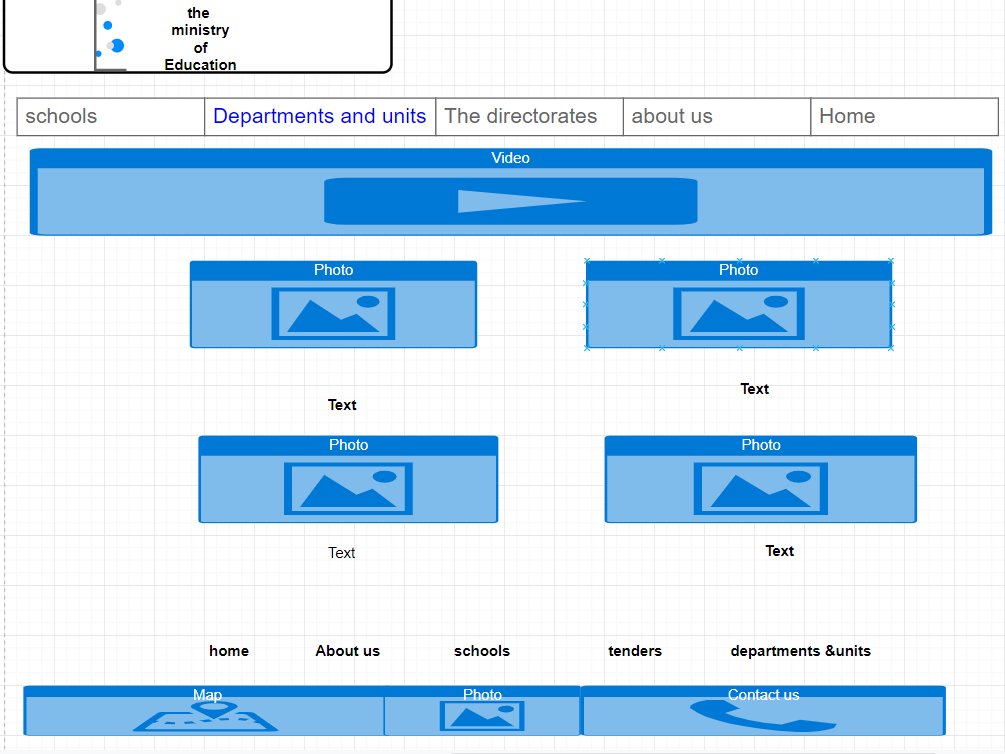 the
ministry
of
Education
schools
Departments and units
The directorates
about us
Home
Video
Photo
Photo
Text
Text
Photo
Photo
Text
Text
home
About us
schools
tenders
departments &units
Map
Photo
Contact us